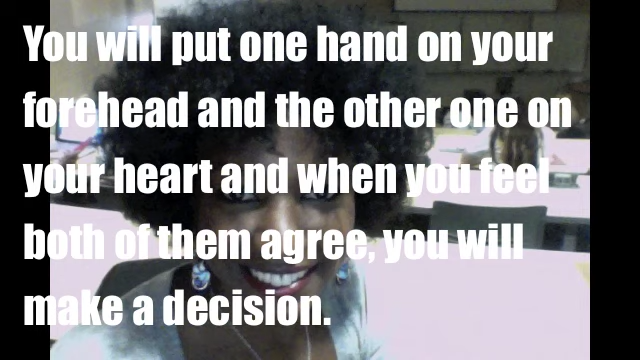 You will put one hand on your
forehead and the other one on
your heart and when you feel
both of them agree, you will
make a decision.